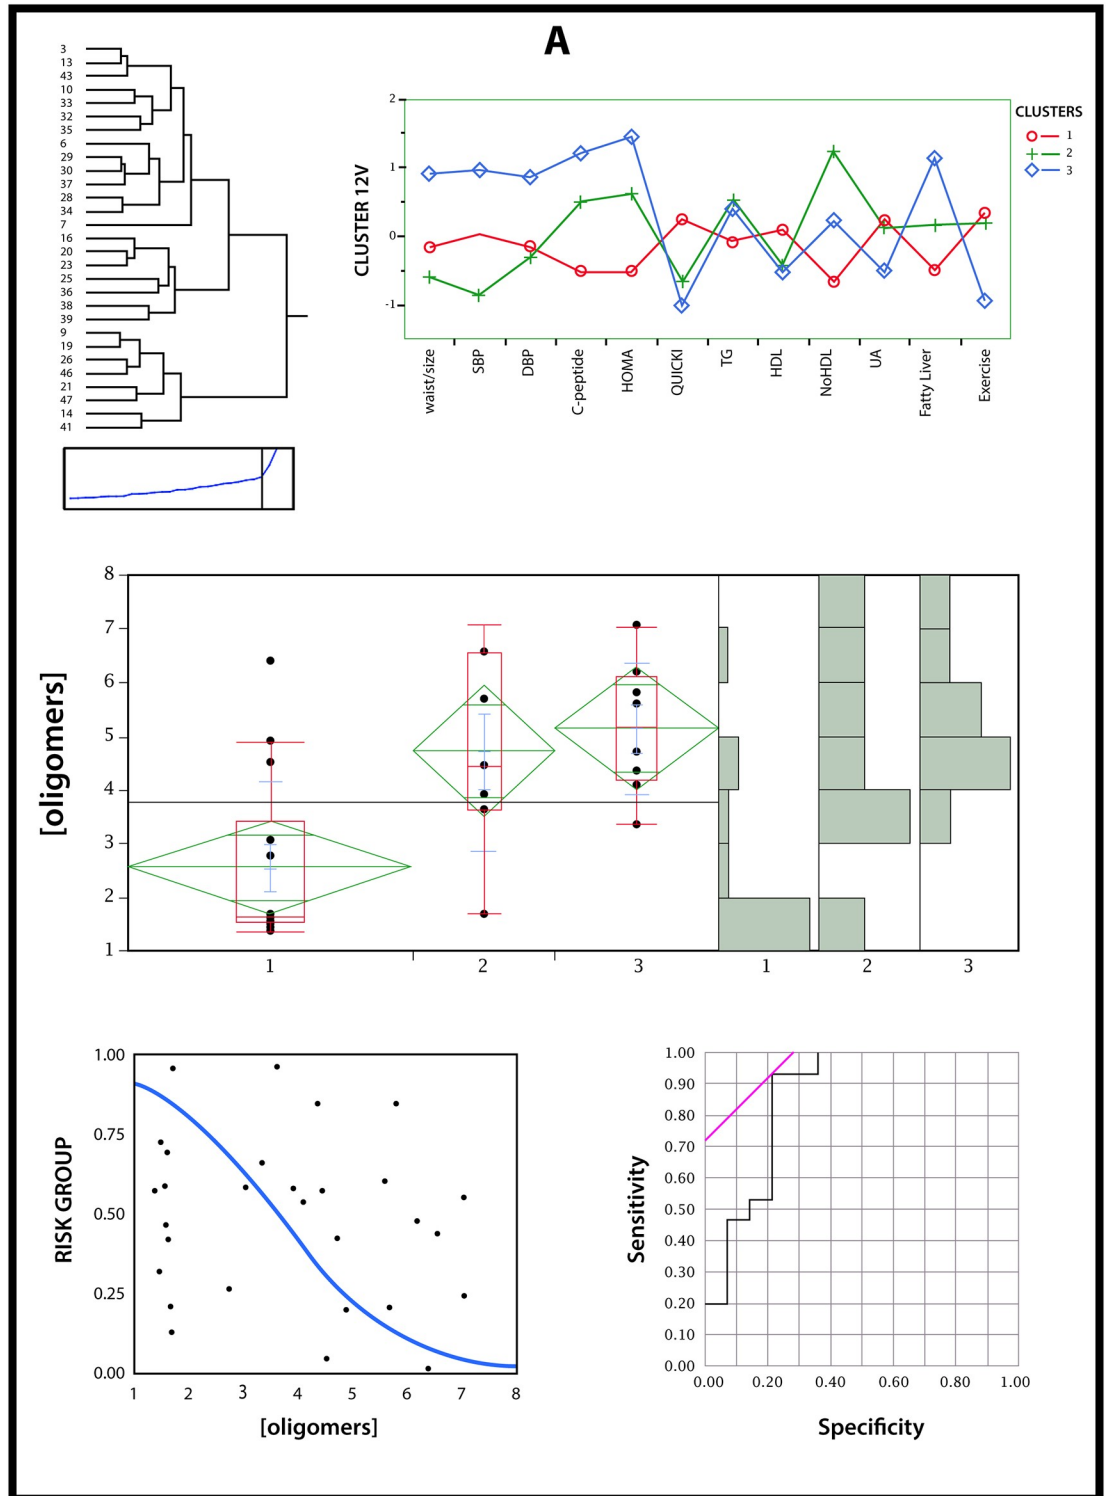 A
3
13
43
10
33
32
35
6
29
30
37
28
34
7
16
20
23
25
36
38
39
9
19
26
46
21
47
14
41
CLUSTER 12V
2
1
0
-1
waist/size
SBP
DBP
C-peptide
HOMA
QUICKI
TG
HDL
NoHDL
UA
Fatty Liver
Exercise
CLUSTERS
1
2
3
[oligomers]
8
7
6
5
4
3
2
1
1 2 3 1 2 3
RISK GROUP
1.00
0.75
0.50
0.25
0.00
1 2 3 4 5 6 7 8
[oligomers]
Sensitivity
1.00
0.90
0.80
0.70
0.60
0.50
0.40
0.30
0.20
0.10
0.00
0.00 0.20 0.40 0.60 0.80 1.00
Specificity